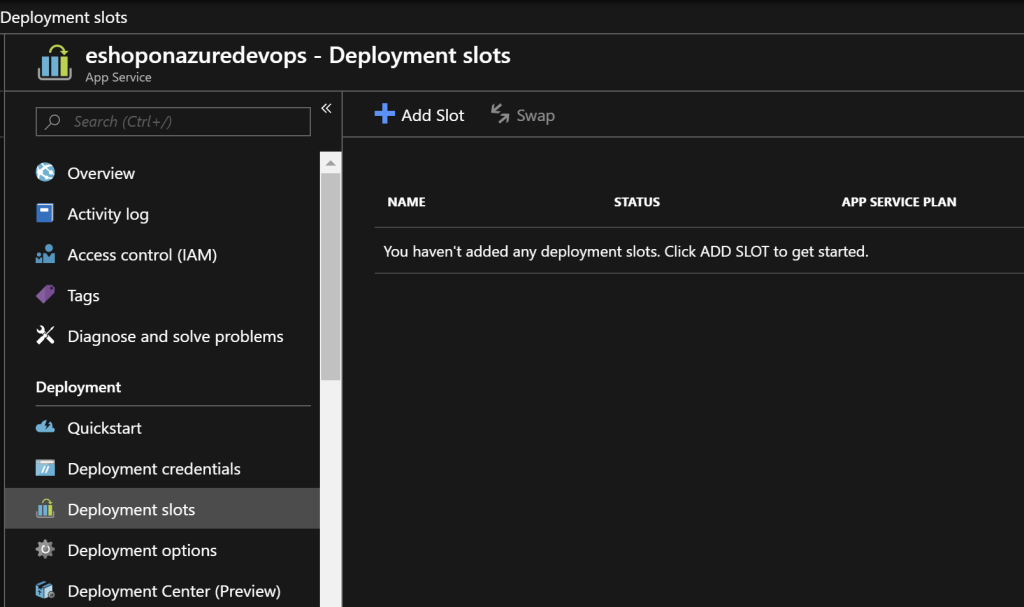 Deployment slots
eshoponazuredevops - Deployment slots
App Service
Search (Ctrl+/)
«
Overview
Activity log
Access control (IAM)
Tags
Diagnose and solve problems
Deployment
Quickstart
Deployment credentials
Deployment slots
Deployment options
Deployment Center (Preview)
Add Slot Swap
NAME STATUS APP SERVICE PLAN
You haven't added any deployment slots. Click ADD SLOT to get started.